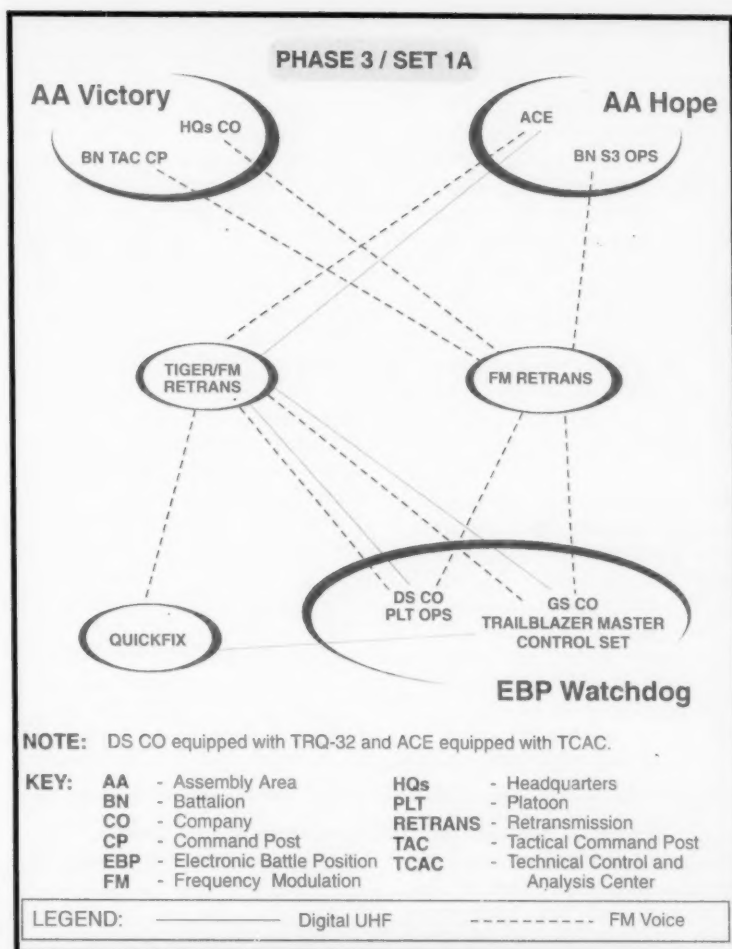 PHASE 3 / SET 1A
AA Victory
HQs CO
BN TAC CP
ACE
AA Hope
BN S3 OPS
TIGER/FM
RETRANS
FM RETRANS
QUICKFIX
DS CO
PLT OPS
GS CO
TRAILBLAZER MASTER
CONTROL SET
EBP Watchdog
NOTE: DS CO equipped with TRQ-32 and ACE equipped with TCAC.
KEY: AA - Assembly Area
BN - Battalion
CO - Company
CP - Command Post
EBP - Electronic Battle Position
FM - Frequency Modulation
HQs - Headquarters
PLT - Platoon
RETRANS - Retransmission
TAC - Tactical Command Post
TCAC - Technical Control and
Analysis Center
LEGEND: Digital UHF FM Voice